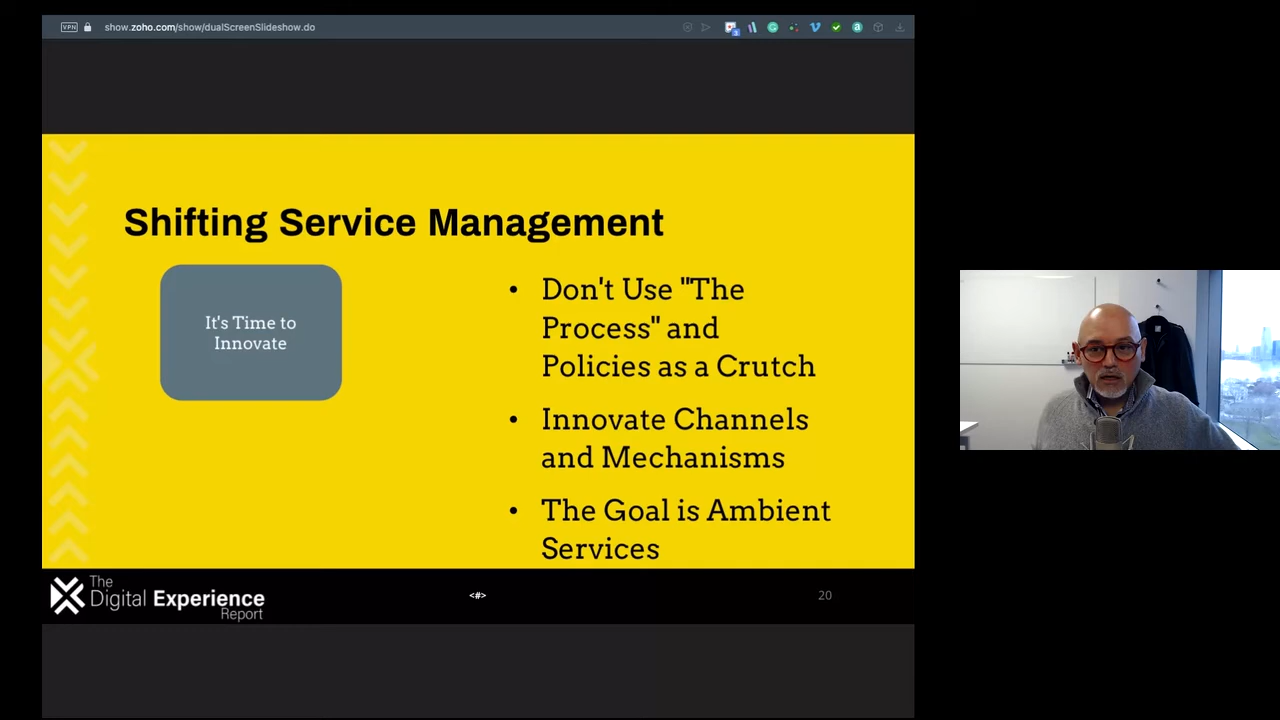 VPN
show.zoho.com/show/dualScreenSlideshow.do
Shifting Service Management
It's Time to
Innovate
• Don't Use "The
Process" and
Policies as a Crutch
• Innovate Channels
and Mechanisms
• The Goal is Ambient
Services
The
Digital Experience
Report
<#>
20